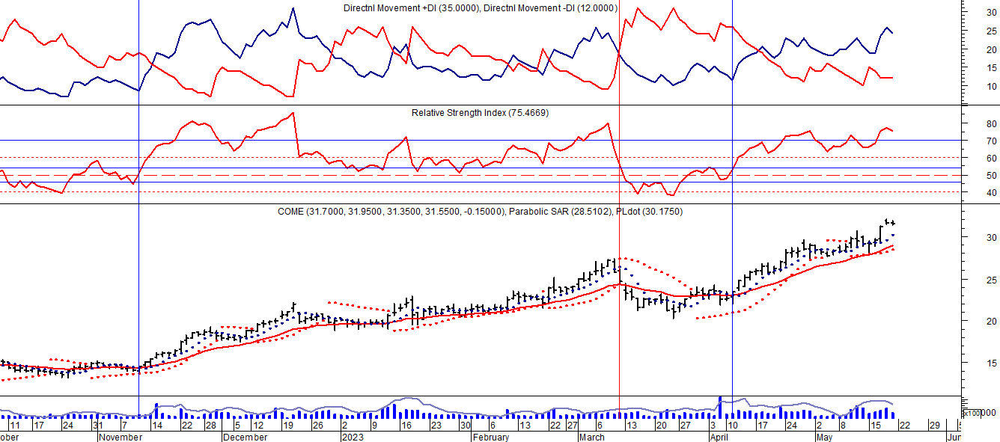 Directnl Movement +DI (35.0000), Directnl Movement -DI (12.0000)
30
25
20
15
10
Relative Strength Index (75.4669)
80
70
60
50
40
COME (31.7000, 31.9500, 31.3500, 31.5500, -0.15000), Parabolic SAR (28.5102), PLdot (30.1750)
30
25
20
15
x100 000
11 17 24 31 7 14 22 28 5 12 19 26 2 9 16 23 30 6 13 22 27 6 13 20 27 3 10 17 24 2 8 15 22 29 5
ober November December 2023 February March April May Jun